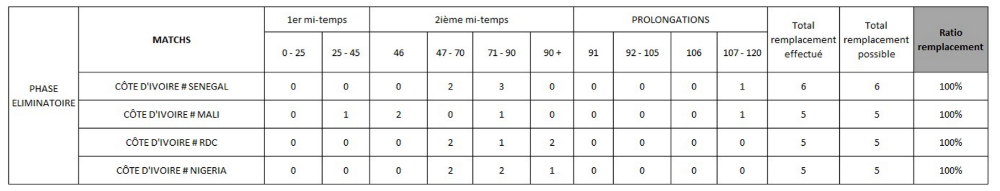 1er mi-temps 2ième mi-temps PROLONGATIONS
MATCHS 0 - 25 25 - 45 46 47 - 70 71 - 90 90 + 91 92 - 105 106 107 - 120
Total
remplacement
effectué
Total
remplacement
possible
Ratio
remplacement
PHASE
ELIMINATOIRE
CÔTE D'IVOIRE # SENEGAL 0 0 0 2 3 0 0 0 0 1 6 6 100%
CÔTE D'IVOIRE # MALI 0 1 2 0 1 0 0 0 0 1 5 5 100%
CÔTE D'IVOIRE # RDC 0 0 0 2 1 2 0 0 0 0 5 5 100%
CÔTE D'IVOIRE # NIGERIA 0 0 0 2 2 1 0 0 0 0 5 5 100%